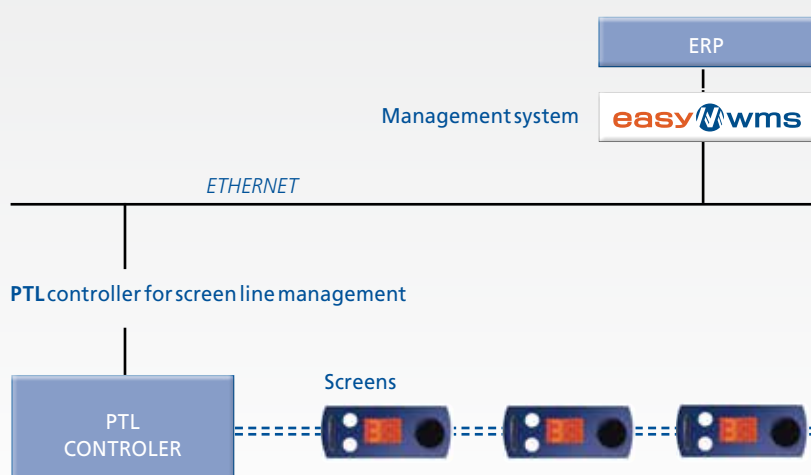 ERP
Management system
easy wms
ETHERNET
PTL controller for screen line management
Screens
PTL
CONTROLER